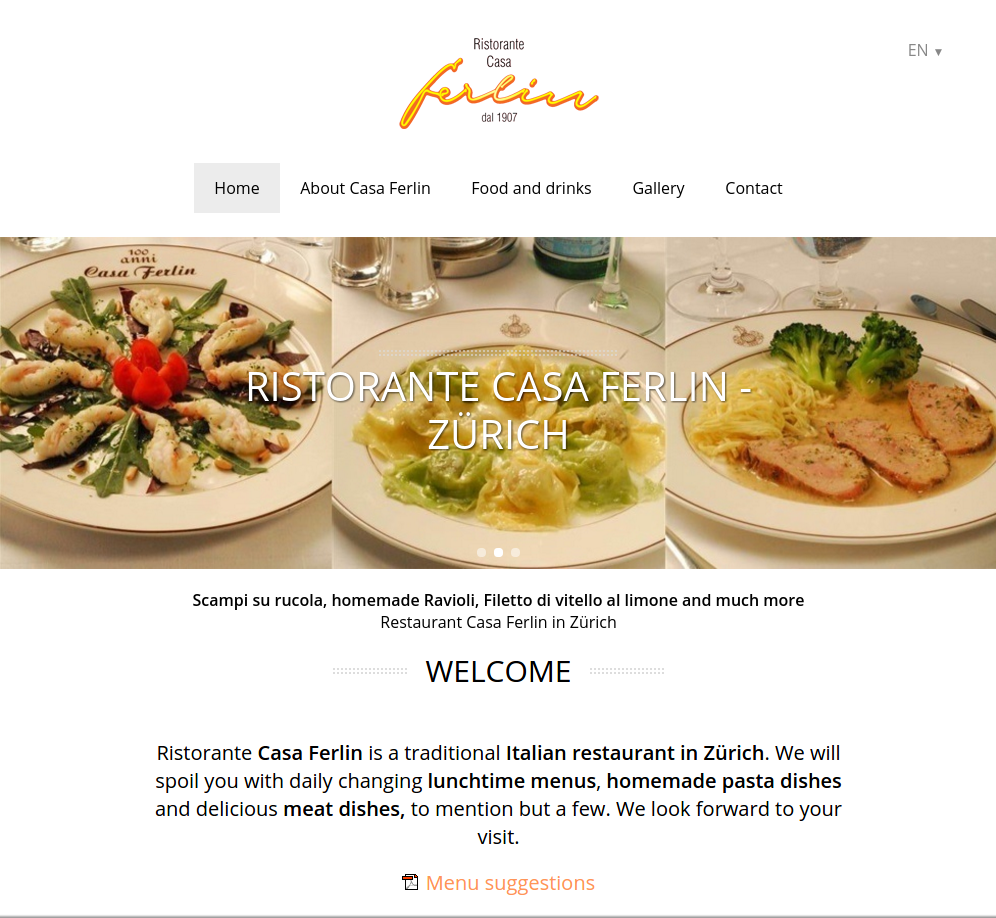 Ristorante
Casa
ferlin
dal 1907
EN ▼
Home
About Casa Ferlin
Food and drinks
Gallery
Contact
100
anni
Casa Ferlin
RISTORANTE CASA FERLIN -
ZÜRICH
Scampi su rucola, homemade Ravioli, Filetto di vitello al limone and much more
Restaurant Casa Ferlin in Zürich
WELCOME
Ristorante Casa Ferlin is a traditional Italian restaurant in Zürich. We will
spoil you with daily changing lunchtime menus, homemade pasta dishes
and delicious meat dishes, to mention but a few. We look forward to your
visit.
Menu suggestions